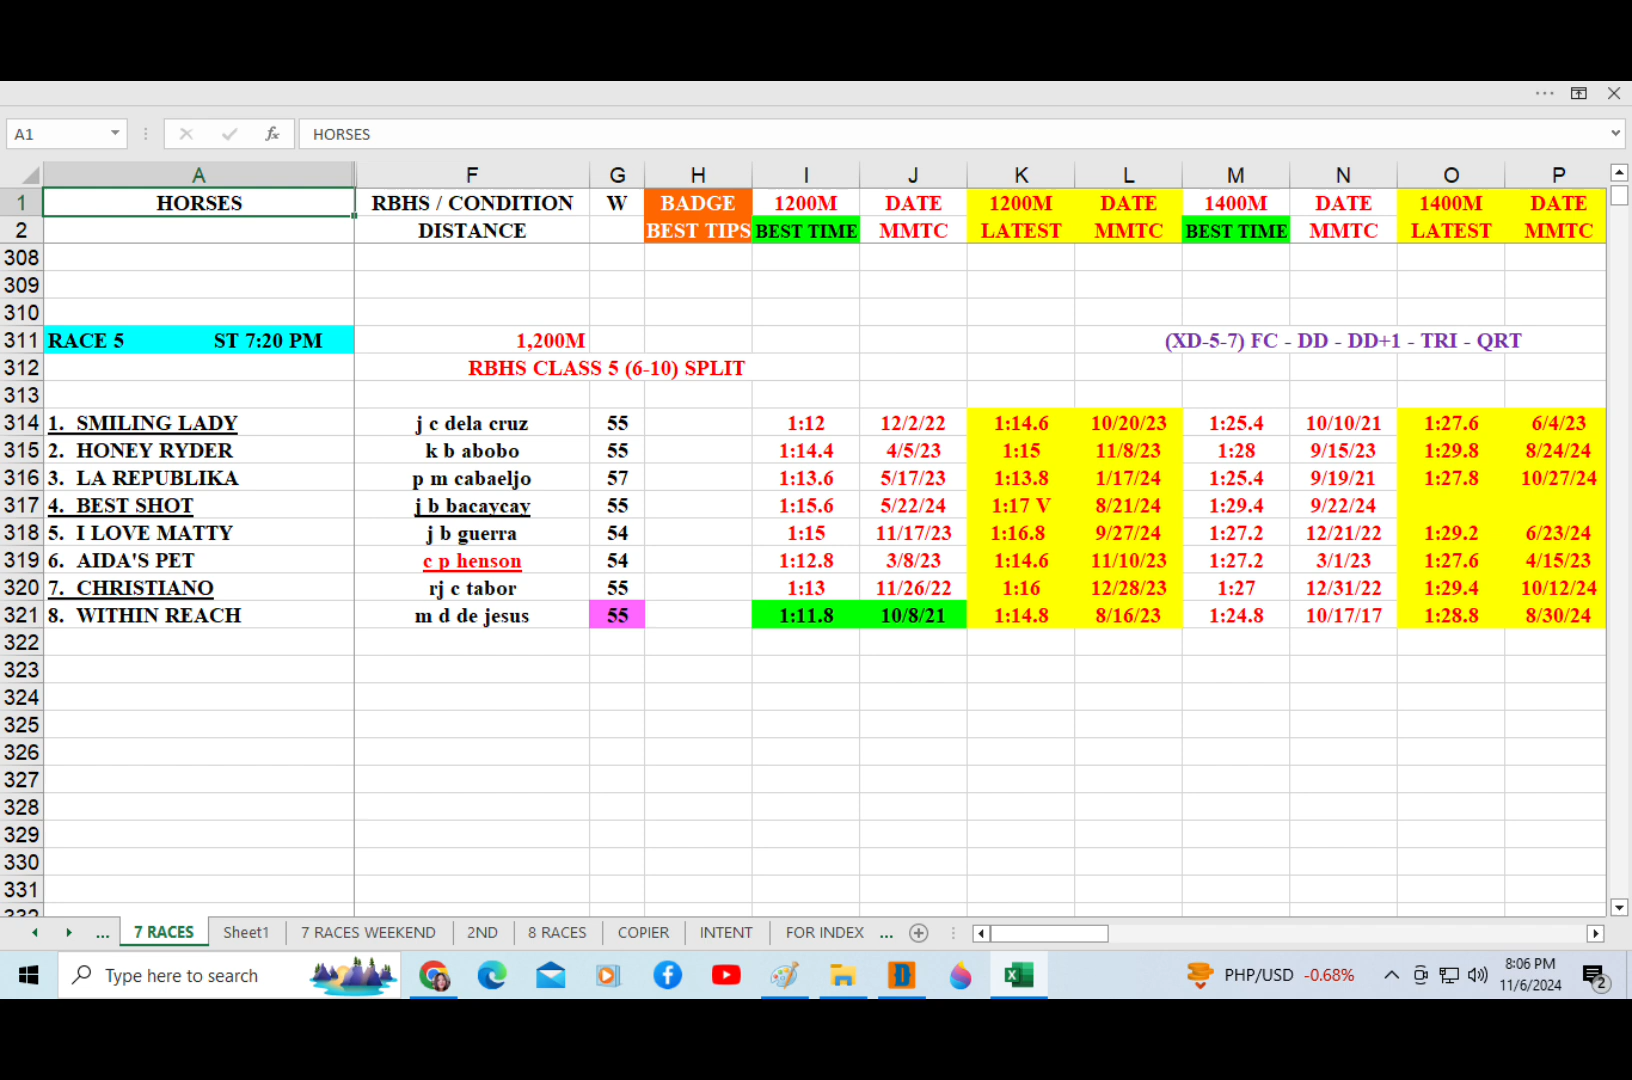 A1
fx
HORSES
A F G H I J K L M N O P
1 HORSES RBHS / CONDITION W BADGE 1200M DATE 1200M DATE 1400M DATE 1400M DATE
2 DISTANCE BEST TIPS BEST TIME MMTC LATEST MMTC BEST TIME MMTC LATEST MMTC
308
309
310
311 RACE 5 ST 7:20 PM 1,200M (XD-5-7) FC - DD - DD+1 - TRI - QRT
312 RBHS CLASS 5 (6-10) SPLIT
313
314 1. SMILING LADY j c dela cruz 55 1:12 12/2/22 1:14.6 10/20/23 1:25.4 10/10/21 1:27.6 6/4/23
315 2. HONEY RYDER k b abobo 55 1:14.4 4/5/23 1:15 11/8/23 1:28 9/15/23 1:29.8 8/24/24
316 3. LA REPUBLIKA p m cabaeljo 57 1:13.6 5/17/23 1:13.8 1/17/24 1:25.4 9/19/21 1:27.8 10/27/24
317 4. BEST SHOT j b bacaycay 55 1:15.6 5/22/24 1:17 V 8/21/24 1:29.4 9/22/24
318 5. I LOVE MATTY j b guerra 54 1:15 11/17/23 1:16.8 9/27/24 1:27.2 12/21/22 1:29.2 6/23/24
319 6. AIDA'S PET c p henson 54 1:12.8 3/8/23 1:14.6 11/10/23 1:27.2 3/1/23 1:27.6 4/15/23
320 7. CHRISTIANO rj c tabor 55 1:13 11/26/22 1:16 12/28/23 1:27 12/31/22 1:29.4 10/12/24
321 8. WITHIN REACH m d de jesus 55 1:11.8 10/8/21 1:14.8 8/16/23 1:24.8 10/17/17 1:28.8 8/30/24
322
323
324
325
326
327
328
329
330
331
332
... 7 RACES Sheet1 7 RACES WEEKEND 2ND 8 RACES COPIER INTENT FOR INDEX ...
Type here to search
PHP/USD -0.68%
8:06 PM
11/6/2024
2